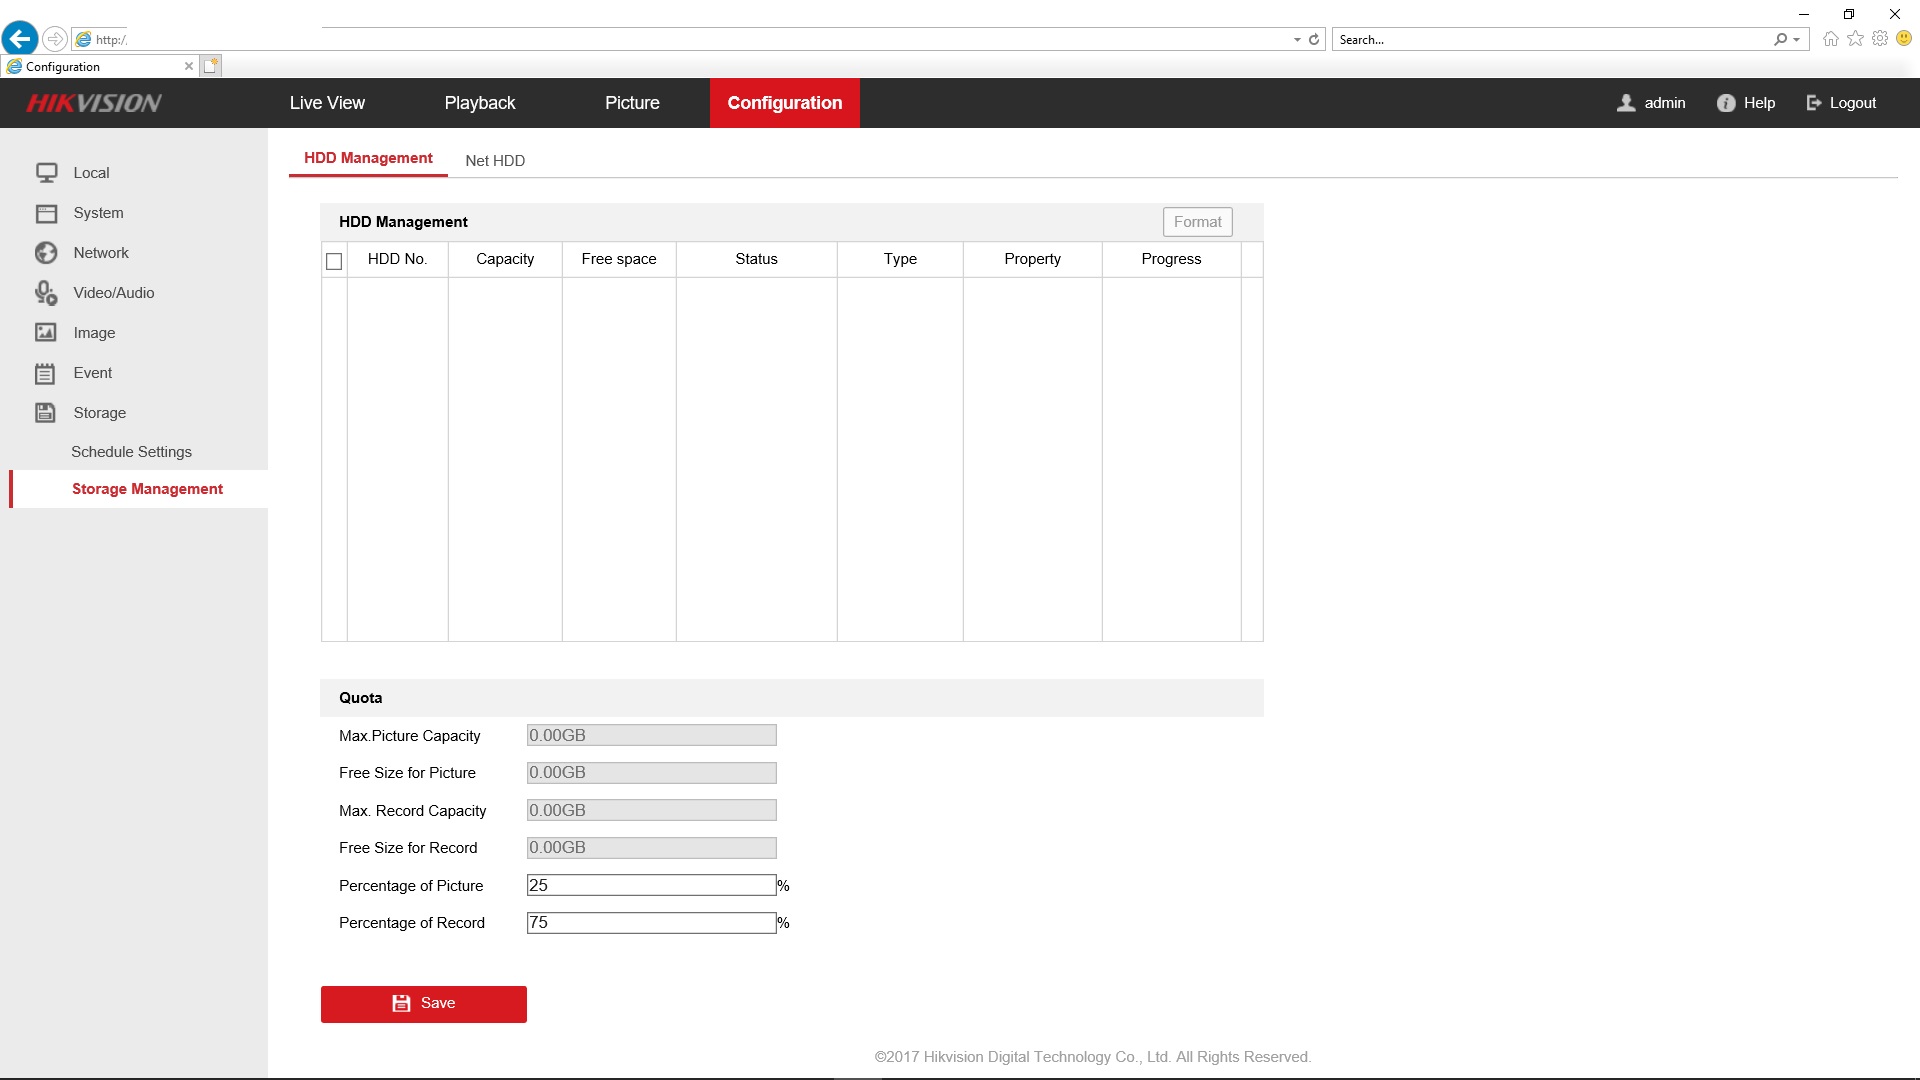 http:/.
Search...
Configuration
HIKVISION
Live View
Playback
Picture
Configuration
admin
Help
Logout
Local
System
Network
Video/Audio
Image
Event
Storage
Schedule Settings
Storage Management
HDD Management
Net HDD
HDD Management
Format
HDD No. Capacity Free space Status Type Property Progress
Quota
Max.Picture Capacity 0.00GB
Free Size for Picture 0.00GB
Max. Record Capacity 0.00GB
Free Size for Record 0.00GB
Percentage of Picture 25 %
Percentage of Record 75 %
Save
©2017 Hikvision Digital Technology Co., Ltd. All Rights Reserved.